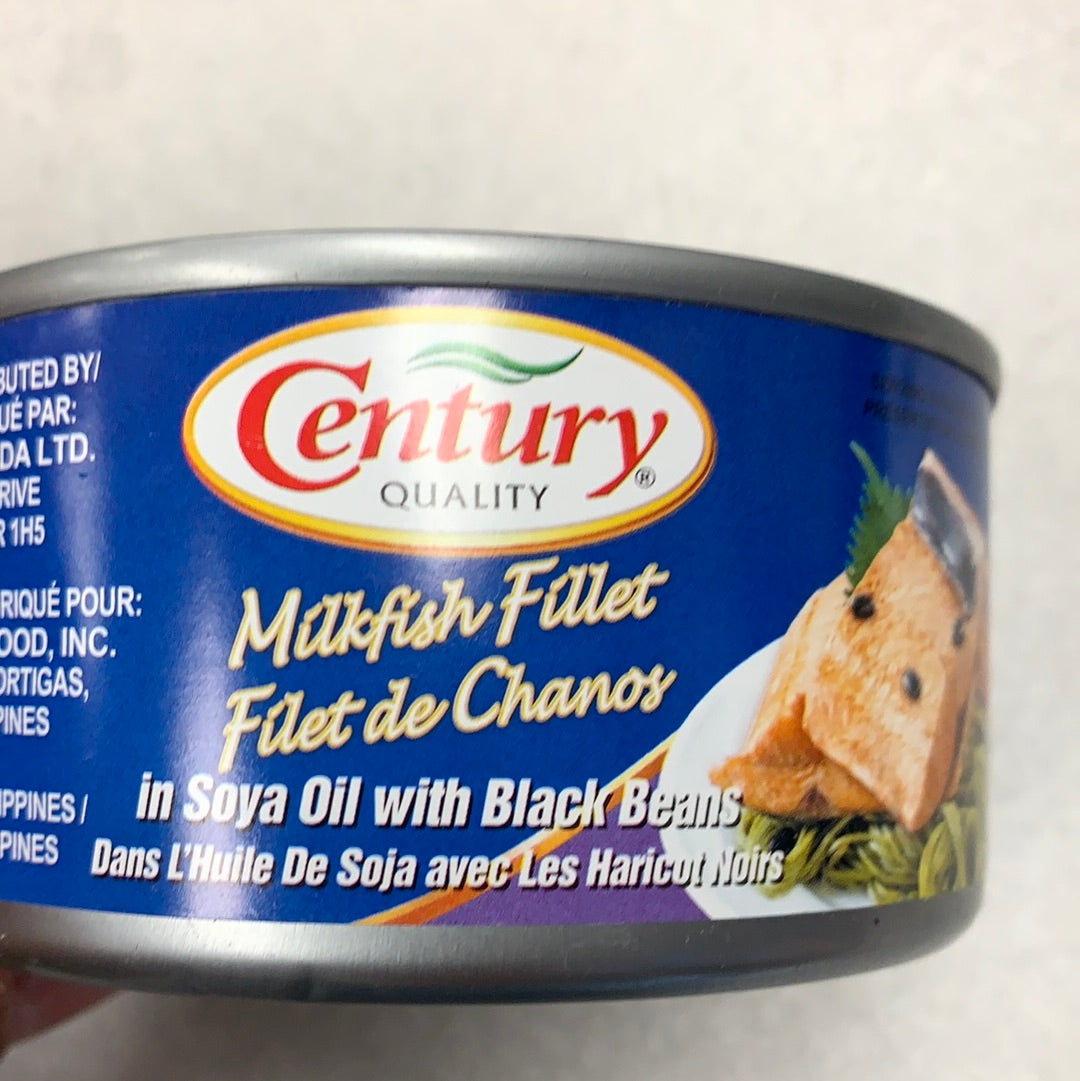 BUTED BY/
UÉ PAR:
DA LTD.
RIVE
R 1H5
RIQUÉ POUR:
OOD, INC.
ORTIGAS,
PINES
IPPINES /
PINES
Century®
QUALITY
Milkfish Fillet
Filet de Chanos
in Soya Oil with Black Beans
Dans L'Huile De Soja avec Les Haricot Noirs